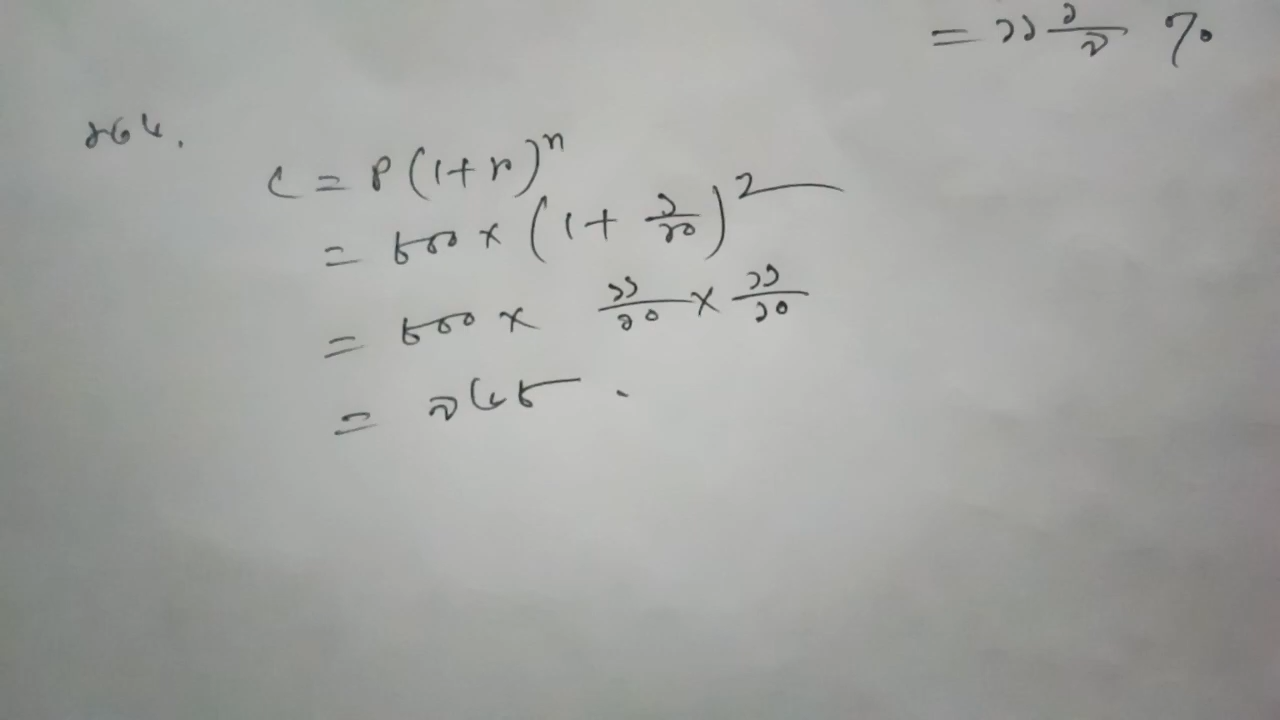 = ১১ ১/৯ %
C = P(1+r)^n
= ৮০০ × (1 + ১/১০)^2
= ৮০০ × ১১/১০ × ১১/১০
= ৯৬৮ .